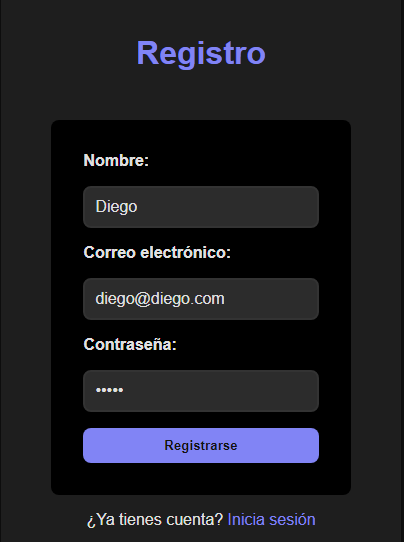 Registro
Nombre:
Diego
Correo electrónico:
diego@diego.com
Contraseña:
•••••
Registrarse
¿Ya tienes cuenta? Inicia sesión